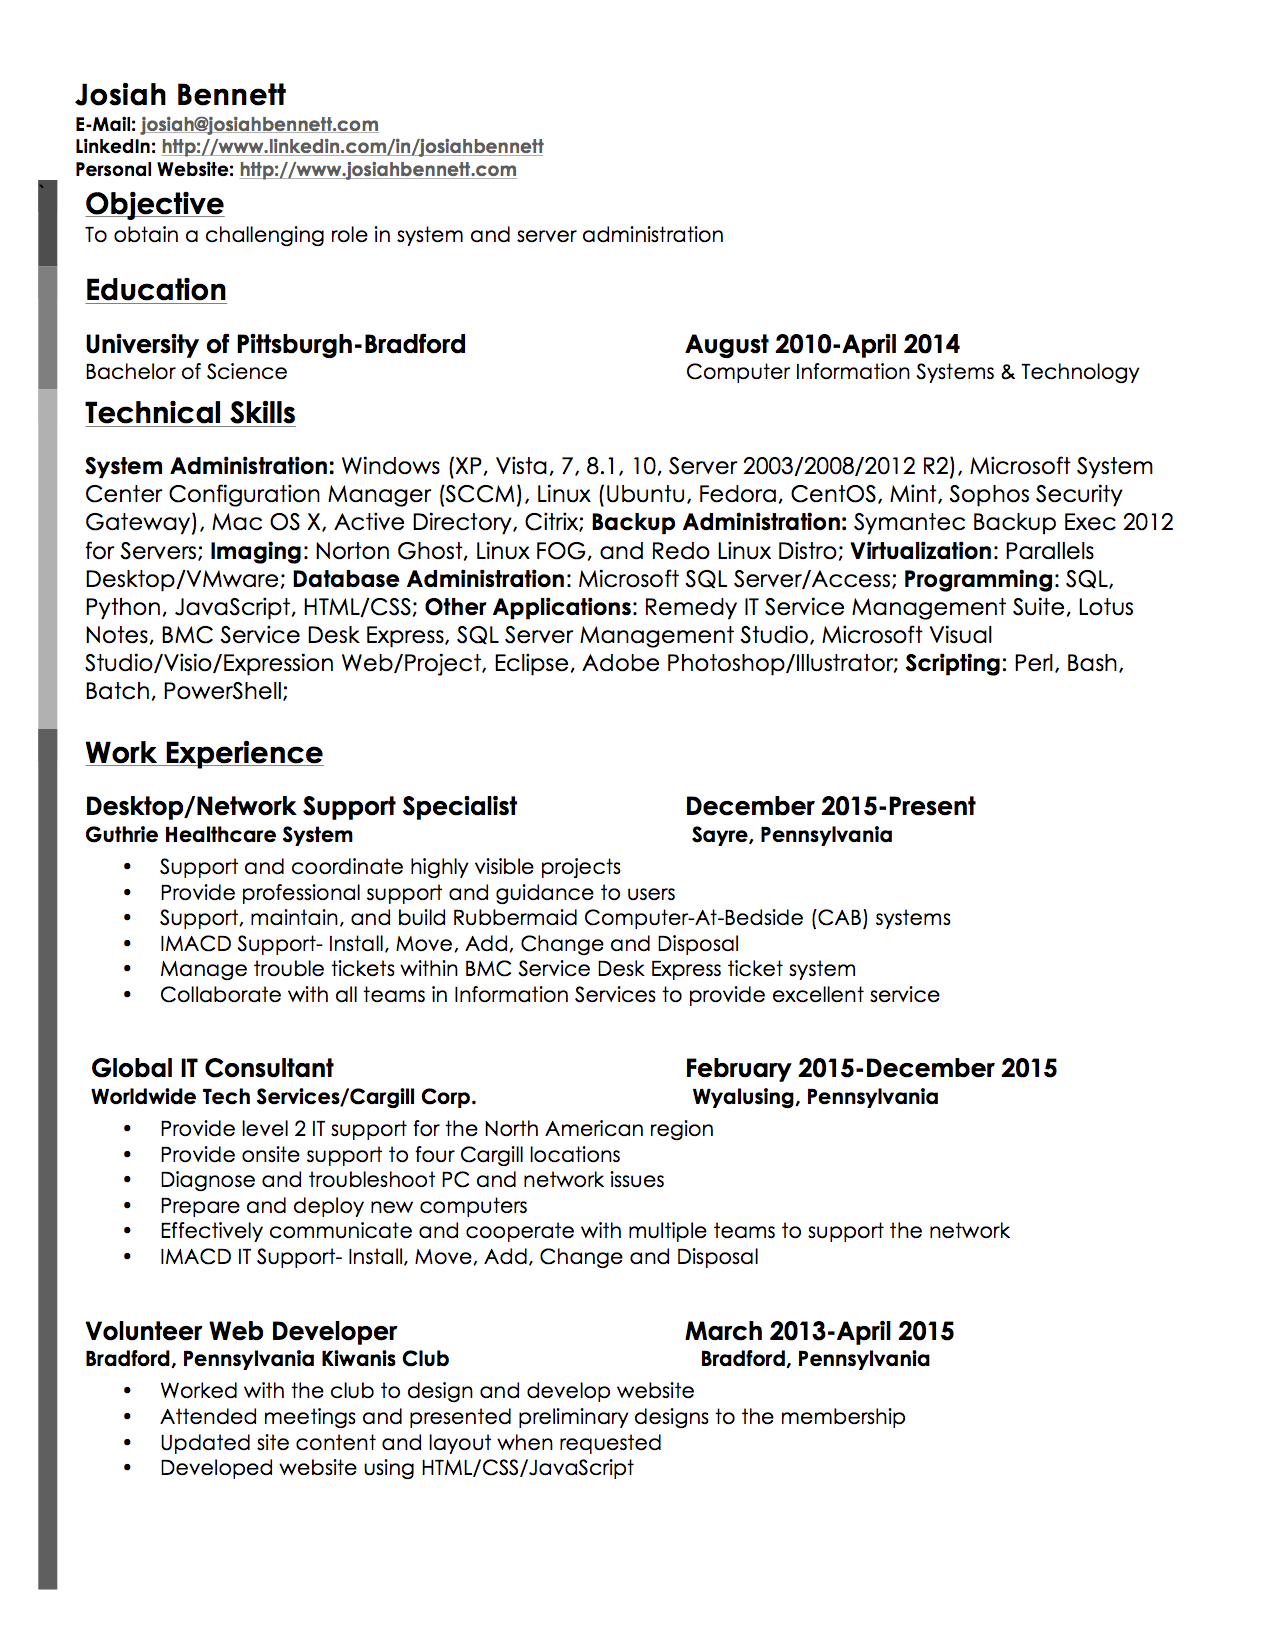 Josiah Bennett
E-Mail: josiah@josiahbennett.com
LinkedIn: http://www.linkedin.com/in/josiahbennett
Personal Website: http://www.josiahbennett.com
Objective
To obtain a challenging role in system and server administration
Education
University of Pittsburgh-Bradford August 2010-April 2014
Bachelor of Science Computer Information Systems & Technology
Technical Skills
System Administration: Windows (XP, Vista, 7, 8.1, 10, Server 2003/2008/2012 R2), Microsoft System
Center Configuration Manager (SCCM), Linux (Ubuntu, Fedora, CentOS, Mint, Sophos Security
Gateway), Mac OS X, Active Directory, Citrix; Backup Administration: Symantec Backup Exec 2012
for Servers; Imaging: Norton Ghost, Linux FOG, and Redo Linux Distro; Virtualization: Parallels
Desktop/VMware; Database Administration: Microsoft SQL Server/Access; Programming: SQL,
Python, JavaScript, HTML/CSS; Other Applications: Remedy IT Service Management Suite, Lotus
Notes, BMC Service Desk Express, SQL Server Management Studio, Microsoft Visual
Studio/Visio/Expression Web/Project, Eclipse, Adobe Photoshop/Illustrator; Scripting: Perl, Bash,
Batch, PowerShell;
Work Experience
Desktop/Network Support Specialist December 2015-Present
Guthrie Healthcare System Sayre, Pennsylvania
• Support and coordinate highly visible projects
• Provide professional support and guidance to users
• Support, maintain, and build Rubbermaid Computer-At-Bedside (CAB) systems
• IMACD Support- Install, Move, Add, Change and Disposal
• Manage trouble tickets within BMC Service Desk Express ticket system
• Collaborate with all teams in Information Services to provide excellent service
Global IT Consultant February 2015-December 2015
Worldwide Tech Services/Cargill Corp. Wyalusing, Pennsylvania
• Provide level 2 IT support for the North American region
• Provide onsite support to four Cargill locations
• Diagnose and troubleshoot PC and network issues
• Prepare and deploy new computers
• Effectively communicate and cooperate with multiple teams to support the network
• IMACD IT Support- Install, Move, Add, Change and Disposal
Volunteer Web Developer March 2013-April 2015
Bradford, Pennsylvania Kiwanis Club Bradford, Pennsylvania
• Worked with the club to design and develop website
• Attended meetings and presented preliminary designs to the membership
• Updated site content and layout when requested
• Developed website using HTML/CSS/JavaScript